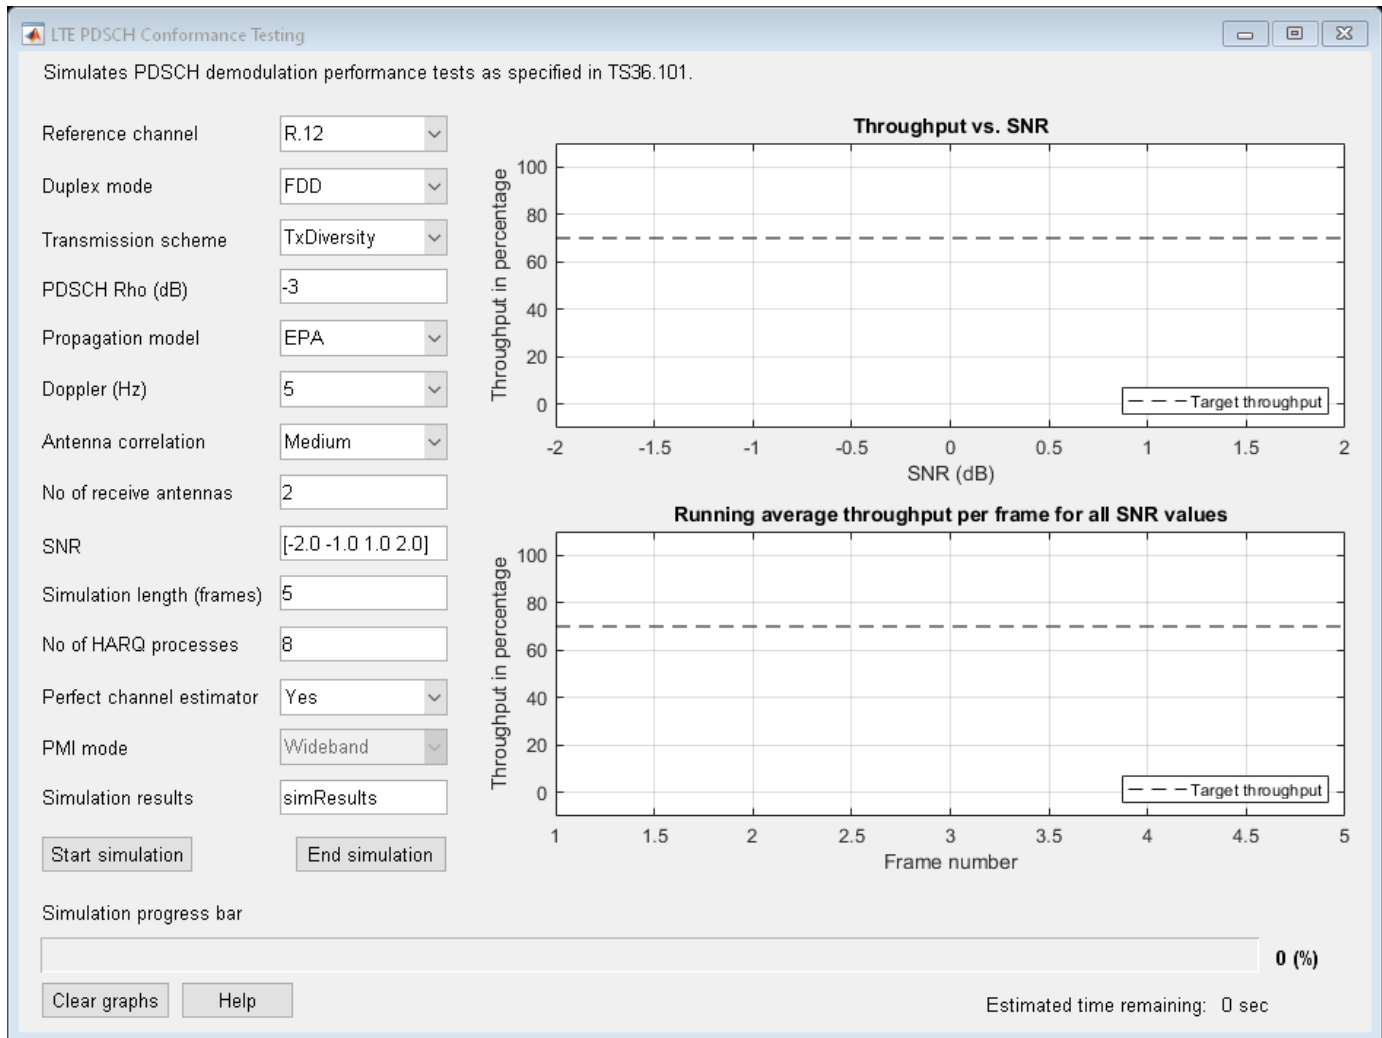 LTE PDSCH Conformance Testing
Simulates PDSCH demodulation performance tests as specified in TS36.101.
Reference channel R.12
Duplex mode FDD
Transmission scheme TxDiversity
PDSCH Rho (dB) -3
Propagation model EPA
Doppler (Hz) 5
Antenna correlation Medium
No of receive antennas 2
SNR [-2.0 -1.0 1.0 2.0]
Simulation length (frames) 5
No of HARQ processes 8
Perfect channel estimator Yes
PMI mode Wideband
Simulation results simResults
Start simulation End simulation
Throughput vs. SNR
Throughput in percentage
100
80
60
40
20
0
Target throughput
-2 -1.5 -1 -0.5 0 0.5 1 1.5 2
SNR (dB)
Running average throughput per frame for all SNR values
Throughput in percentage
100
80
60
40
20
0
Target throughput
1 1.5 2 2.5 3 3.5 4 4.5 5
Frame number
Simulation progress bar
0 (%)
Clear graphs Help
Estimated time remaining: 0 sec